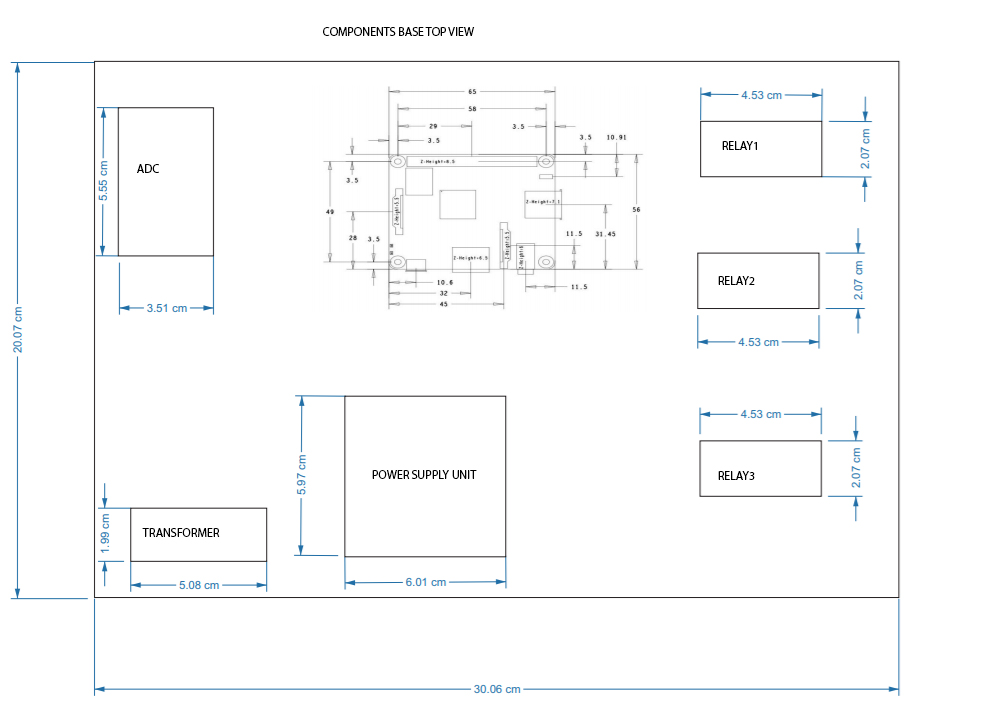 COMPONENTS BASE TOP VIEW
65
4.53 cm
58
29
3.5
3.5
3.5
10.91
RELAY1
2.07 cm
Z-Height=8.5
ADC
5.55 cm
3.5
49
Z-Height=5.5
Z-Height=7.1
56
28
3.5
11.5
31.45
Z-Height=5.5
Z-Height=6.5
Z-Height=6
RELAY2
2.07 cm
10.6
11.5
32
45
3.51 cm
4.53 cm
20.07 cm
4.53 cm
5.97 cm
POWER SUPPLY UNIT
RELAY3
2.07 cm
1.99 cm
TRANSFORMER
5.08 cm
6.01 cm
30.06 cm